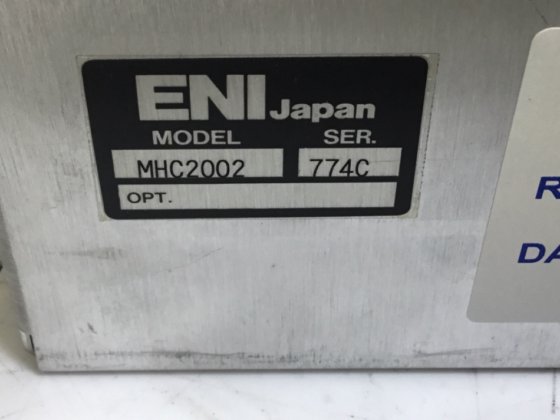 ENI Japan
MODEL SER.
MHC2002 774C
OPT.
R
DA